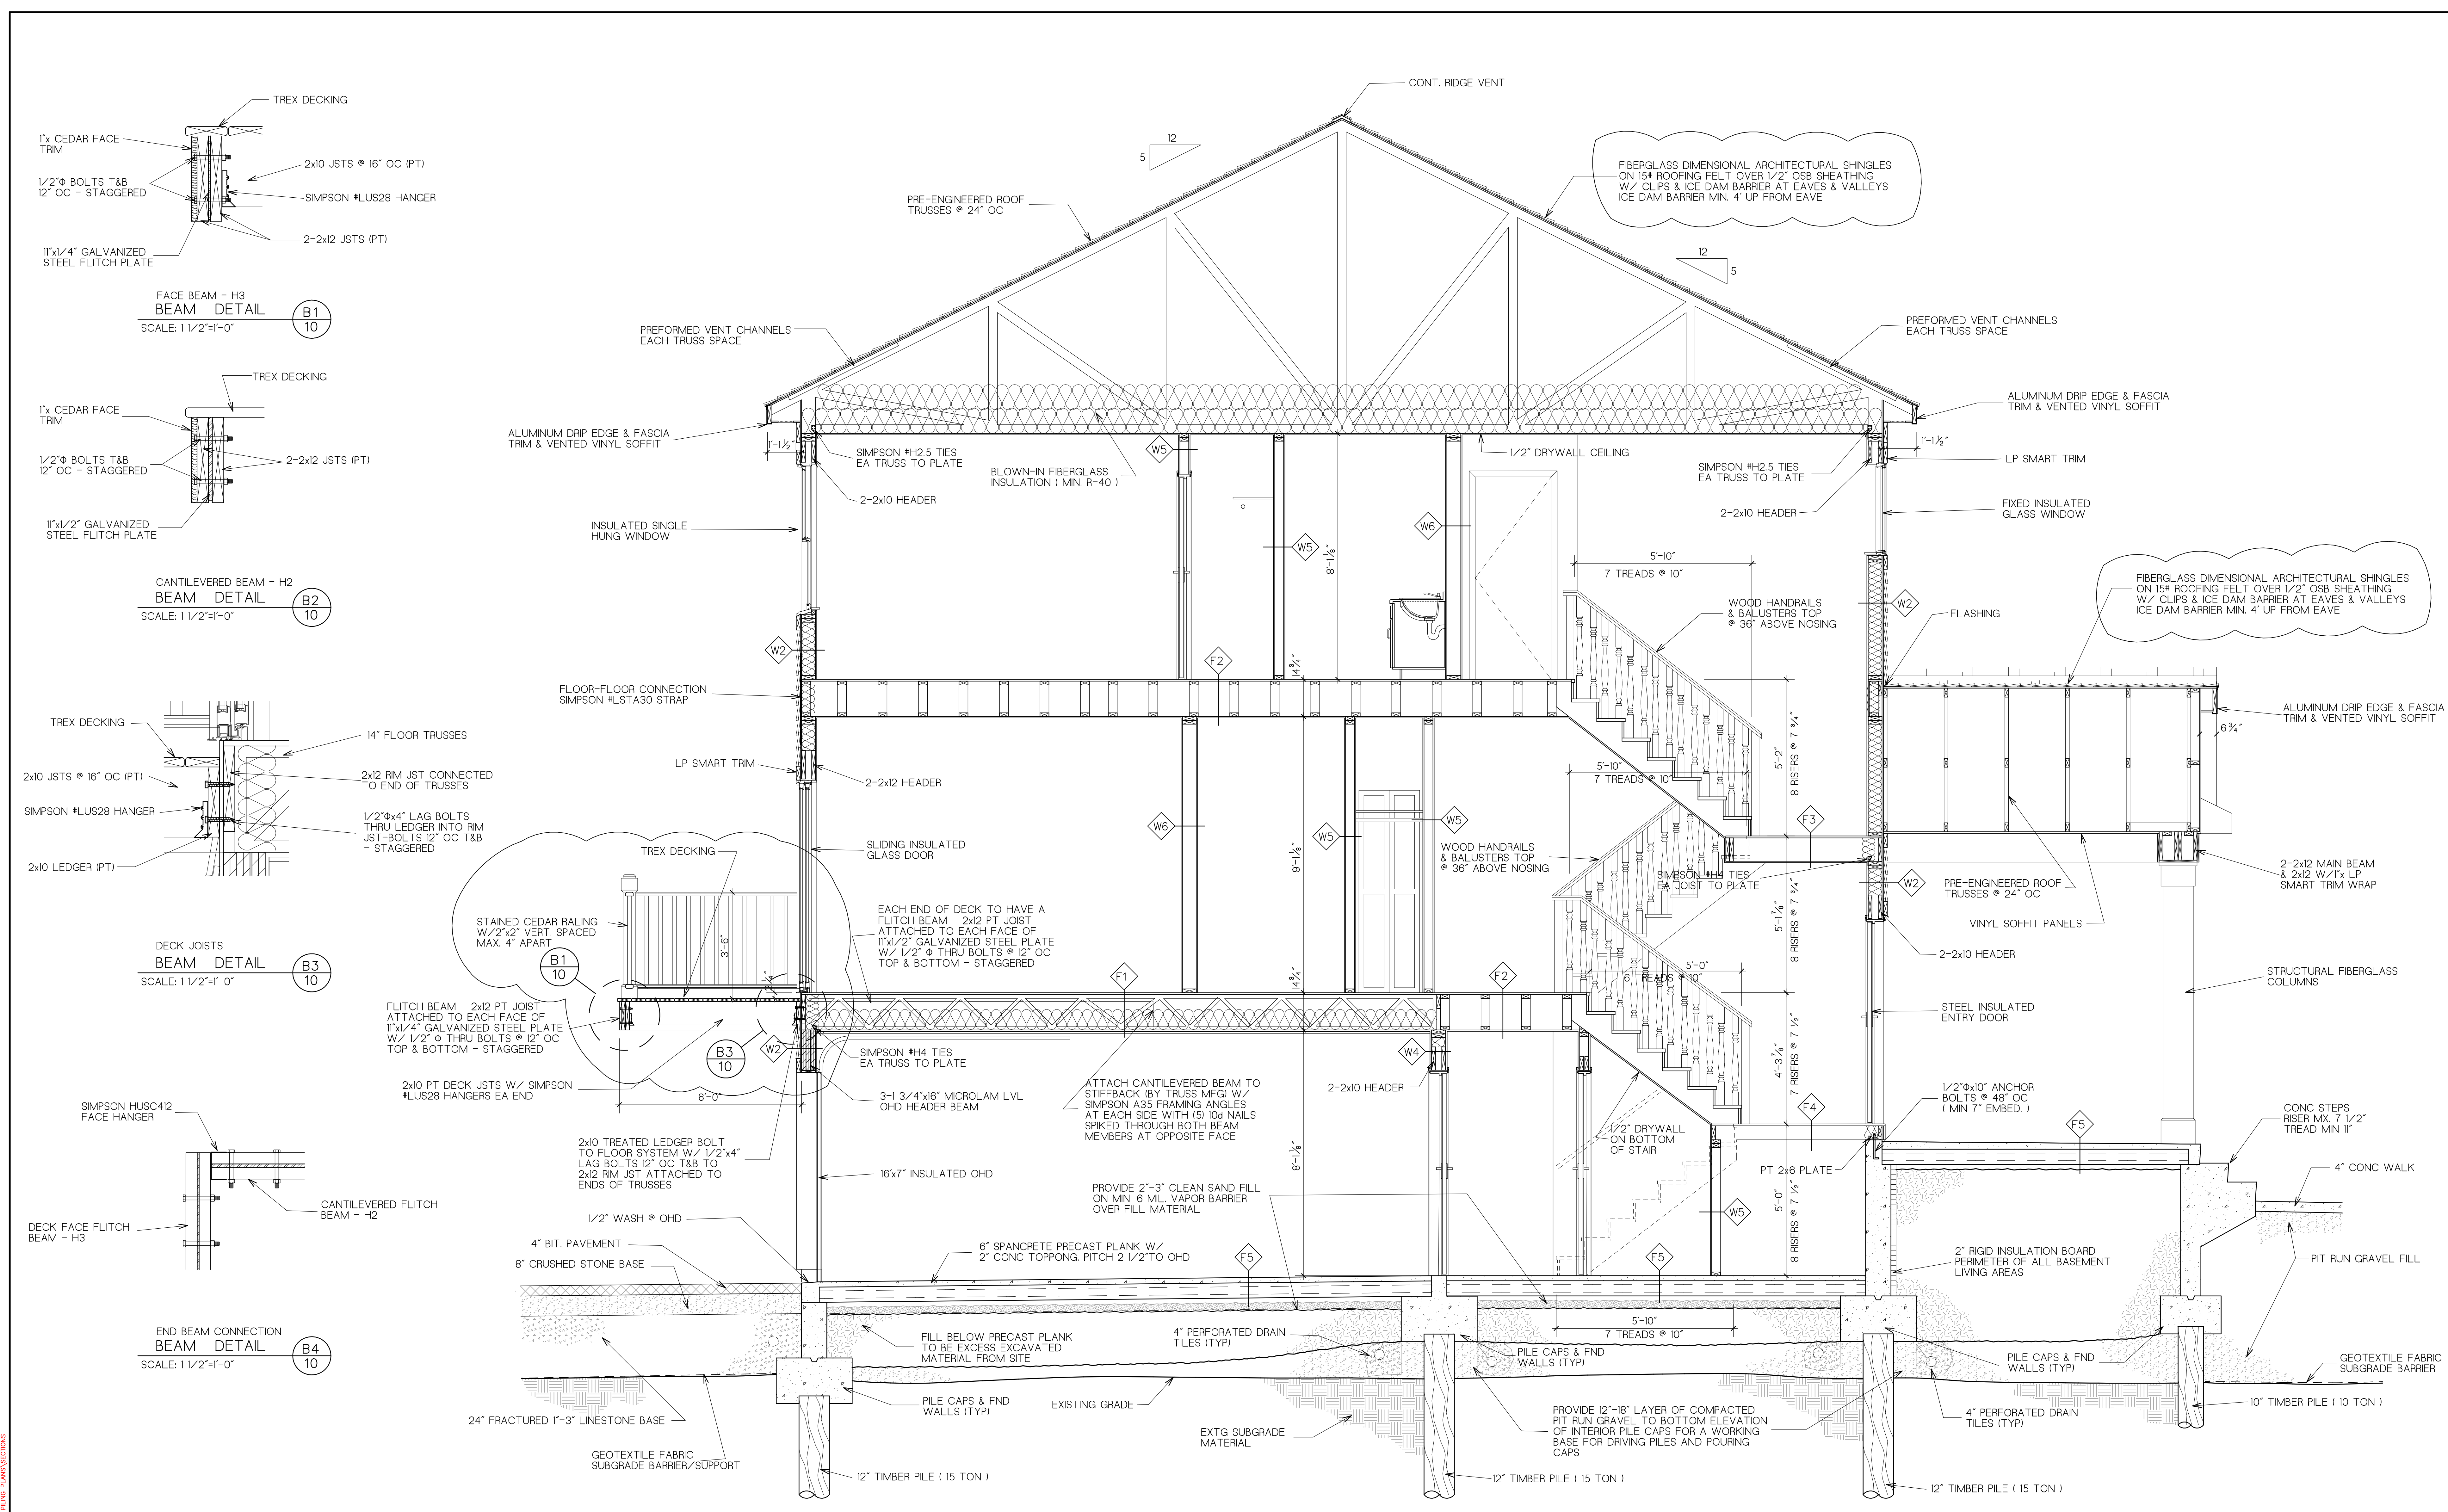 CONT. RIDGE VENT
TREX DECKING
1"x CEDAR FACE
TRIM
2x10 JSTS @ 16" OC (PT)
1/2"Φ BOLTS T&B
12" OC - STAGGERED
SIMPSON #LUS28 HANGER
2-2x12 JSTS (PT)
11"x1/4" GALVANIZED
STEEL FLITCH PLATE
FACE BEAM - H3
BEAM DETAIL
B1
10
SCALE: 1 1/2"=1'-0"
TREX DECKING
1"x CEDAR FACE
TRIM
1/2"Φ BOLTS T&B
12" OC - STAGGERED
2-2x12 JSTS (PT)
11"x1/2" GALVANIZED
STEEL FLITCH PLATE
CANTILEVERED BEAM - H2
BEAM DETAIL
B2
10
SCALE: 1 1/2"=1'-0"
TREX DECKING
14" FLOOR TRUSSES
2x10 JSTS @ 16" OC (PT)
2x12 RIM JST CONNECTED
TO END OF TRUSSES
SIMPSON #LUS28 HANGER
1/2"Φx4" LAG BOLTS
THRU LEDGER INTO RIM
JST-BOLTS 12" OC T&B
- STAGGERED
2x10 LEDGER (PT)
DECK JOISTS
BEAM DETAIL
B3
10
SCALE: 1 1/2"=1'-0"
SIMPSON HUSC412
FACE HANGER
CANTILEVERED FLITCH
BEAM - H2
DECK FACE FLITCH
BEAM - H3
END BEAM CONNECTION
BEAM DETAIL
B4
10
SCALE: 1 1/2"=1'-0"
PILING PLANS\SECTIONS
12
5
PRE-ENGINEERED ROOF
TRUSSES @ 24" OC
FIBERGLASS DIMENSIONAL ARCHITECTURAL SHINGLES
ON 15# ROOFING FELT OVER 1/2" OSB SHEATHING
W/ CLIPS & ICE DAM BARRIER AT EAVES & VALLEYS
ICE DAM BARRIER MIN. 4' UP FROM EAVE
12
5
PREFORMED VENT CHANNELS
EACH TRUSS SPACE
PREFORMED VENT CHANNELS
EACH TRUSS SPACE
ALUMINUM DRIP EDGE & FASCIA
TRIM & VENTED VINYL SOFFIT
ALUMINUM DRIP EDGE & FASCIA
TRIM & VENTED VINYL SOFFIT
1'-1½"
SIMPSON #H2.5 TIES
EA TRUSS TO PLATE
BLOWN-IN FIBERGLASS
INSULATION ( MIN. R-40 )
W5
1/2" DRYWALL CEILING
SIMPSON #H2.5 TIES
EA TRUSS TO PLATE
1'-1½"
LP SMART TRIM
2-2x10 HEADER
2-2x10 HEADER
FIXED INSULATED
GLASS WINDOW
INSULATED SINGLE
HUNG WINDOW
W6
W5
8'-1⅛"
5'-10"
7 TREADS @ 10"
WOOD HANDRAILS
& BALUSTERS TOP
@ 36" ABOVE NOSING
W2
FLASHING
FIBERGLASS DIMENSIONAL ARCHITECTURAL SHINGLES
ON 15# ROOFING FELT OVER 1/2" OSB SHEATHING
W/ CLIPS & ICE DAM BARRIER AT EAVES & VALLEYS
ICE DAM BARRIER MIN. 4' UP FROM EAVE
W2
F2
14¾"
FLOOR-FLOOR CONNECTION
SIMPSON #LSTA30 STRAP
ALUMINUM DRIP EDGE & FASCIA
TRIM & VENTED VINYL SOFFIT
6¾"
LP SMART TRIM
2-2x12 HEADER
5'-10"
7 TREADS @ 10"
5'-2"
8 RISERS @ 7 ¾"
W6
W5
W5
F3
SLIDING INSULATED
GLASS DOOR
TREX DECKING
9'-1⅛"
WOOD HANDRAILS
& BALUSTERS TOP
@ 36" ABOVE NOSING
SIMPSON #H4 TIES
EA JOIST TO PLATE
W2
PRE-ENGINEERED ROOF
TRUSSES @ 24" OC
2-2x12 MAIN BEAM
& 2x12 W/1"x LP
SMART TRIM WRAP
VINYL SOFFIT PANELS
5'-1⅞"
8 RISERS @ 7 ¾"
2-2x10 HEADER
STAINED CEDAR RALING
W/2"x2" VERT. SPACED
MAX. 4" APART
3'-6"
EACH END OF DECK TO HAVE A
FLITCH BEAM - 2x12 PT JOIST
ATTACHED TO EACH FACE OF
11"x1/2" GALVANIZED STEEL PLATE
W/ 1/2" Φ THRU BOLTS @ 12" OC
TOP & BOTTOM - STAGGERED
B1
10
2¼"
F1
14¾"
F2
5'-0"
6 TREADS @ 10"
STRUCTURAL FIBERGLASS
COLUMNS
STEEL INSULATED
ENTRY DOOR
FLITCH BEAM - 2x12 PT JOIST
ATTACHED TO EACH FACE OF
11"x1/4" GALVANIZED STEEL PLATE
W/ 1/2" Φ THRU BOLTS @ 12" OC
TOP & BOTTOM - STAGGERED
B3
10
W2
SIMPSON #H4 TIES
EA TRUSS TO PLATE
W4
4'-3⅞"
7 RISERS @ 7 ½"
2x10 PT DECK JSTS W/ SIMPSON
#LUS28 HANGERS EA END
6'-0"
3-1 3/4"x16" MICROLAM LVL
OHD HEADER BEAM
ATTACH CANTILEVERED BEAM TO
STIFFBACK (BY TRUSS MFG) W/
SIMPSON A35 FRAMING ANGLES
AT EACH SIDE WITH (5) 10d NAILS
SPIKED THROUGH BOTH BEAM
MEMBERS AT OPPOSITE FACE
2-2x10 HEADER
F4
1/2"Φx10" ANCHOR
BOLTS @ 48" OC
( MIN 7" EMBED. )
F5
CONC STEPS
RISER MX. 7 1/2"
TREAD MIN 11"
1/2" DRYWALL
ON BOTTOM
OF STAIR
2x10 TREATED LEDGER BOLT
TO FLOOR SYSTEM W/ 1/2"x4"
LAG BOLTS 12" OC T&B TO
2x12 RIM JST ATTACHED TO
ENDS OF TRUSSES
16'x7' INSULATED OHD
8'-1⅛"
PT 2x6 PLATE
4" CONC WALK
PROVIDE 2"-3" CLEAN SAND FILL
ON MIN. 6 MIL. VAPOR BARRIER
OVER FILL MATERIAL
5'-0"
8 RISERS @ 7 ½"
W5
1/2" WASH @ OHD
4" BIT. PAVEMENT
8" CRUSHED STONE BASE
6" SPANCRETE PRECAST PLANK W/
2" CONC TOPPONG. PITCH 2 1/2"TO OHD
F5
F5
2" RIGID INSULATION BOARD
PERIMETER OF ALL BASEMENT
LIVING AREAS
PIT RUN GRAVEL FILL
FILL BELOW PRECAST PLANK
TO BE EXCESS EXCAVATED
MATERIAL FROM SITE
4" PERFORATED DRAIN
TILES (TYP)
5'-10"
7 TREADS @ 10"
PILE CAPS & FND
WALLS (TYP)
PILE CAPS & FND
WALLS (TYP)
GEOTEXTILE FABRIC
SUBGRADE BARRIER
PILE CAPS & FND
WALLS (TYP)
EXISTING GRADE
24" FRACTURED 1"-3" LINESTONE BASE
EXTG SUBGRADE
MATERIAL
PROVIDE 12"-18" LAYER OF COMPACTED
PIT RUN GRAVEL TO BOTTOM ELEVATION
OF INTERIOR PILE CAPS FOR A WORKING
BASE FOR DRIVING PILES AND POURING
CAPS
4" PERFORATED DRAIN
TILES (TYP)
10" TIMBER PILE ( 10 TON )
GEOTEXTILE FABRIC
SUBGRADE BARRIER/SUPPORT
12" TIMBER PILE ( 15 TON )
12" TIMBER PILE ( 15 TON )
12" TIMBER PILE ( 15 TON )